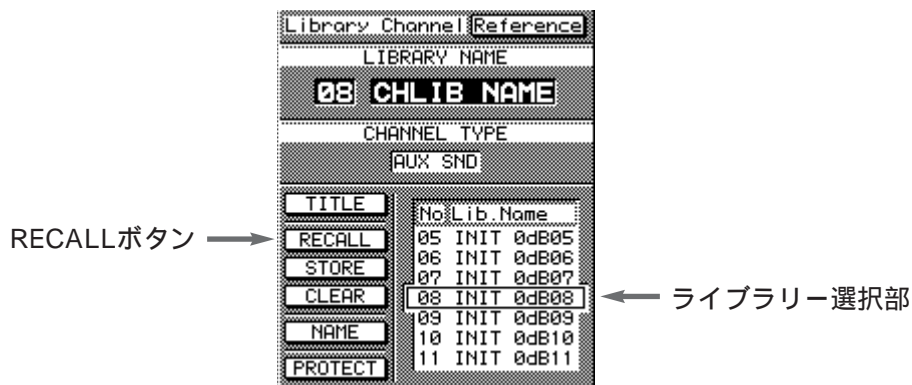 Library Channel Reference
LIBRARY NAME
08 CHLIB NAME
CHANNEL TYPE
AUX SND
TITLE
RECALL
STORE
CLEAR
NAME
PROTECT
No Lib.Name
05 INIT 0dB05
06 INIT 0dB06
07 INIT 0dB07
08 INIT 0dB08
09 INIT 0dB09
10 INIT 0dB10
11 INIT 0dB11
RECALLボタン
ライブラリー選択部